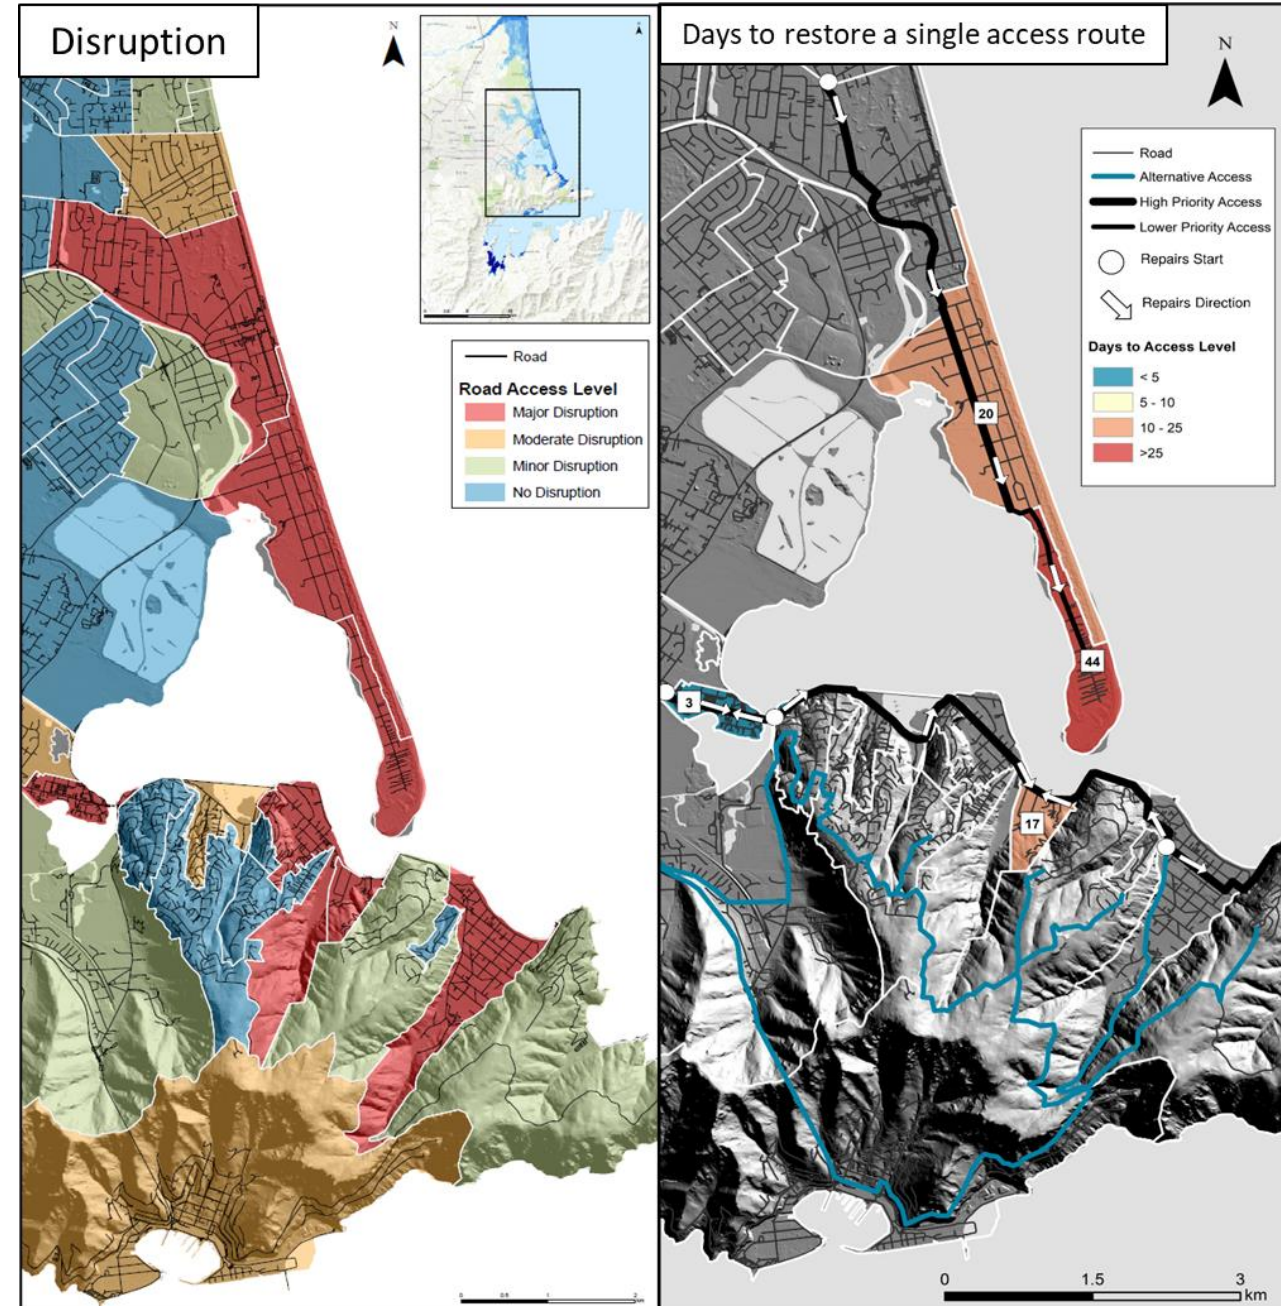 Disruption
N
Road
Road Access Level
Major Disruption
Moderate Disruption
Minor Disruption
No Disruption
Days to restore a single access route
N
Road
Alternative Access
High Priority Access
Lower Priority Access
Repairs Start
Repairs Direction
Days to Access Level
< 5
5 - 10
10 - 25
>25
20
44
3
17
0 1.5 3
km